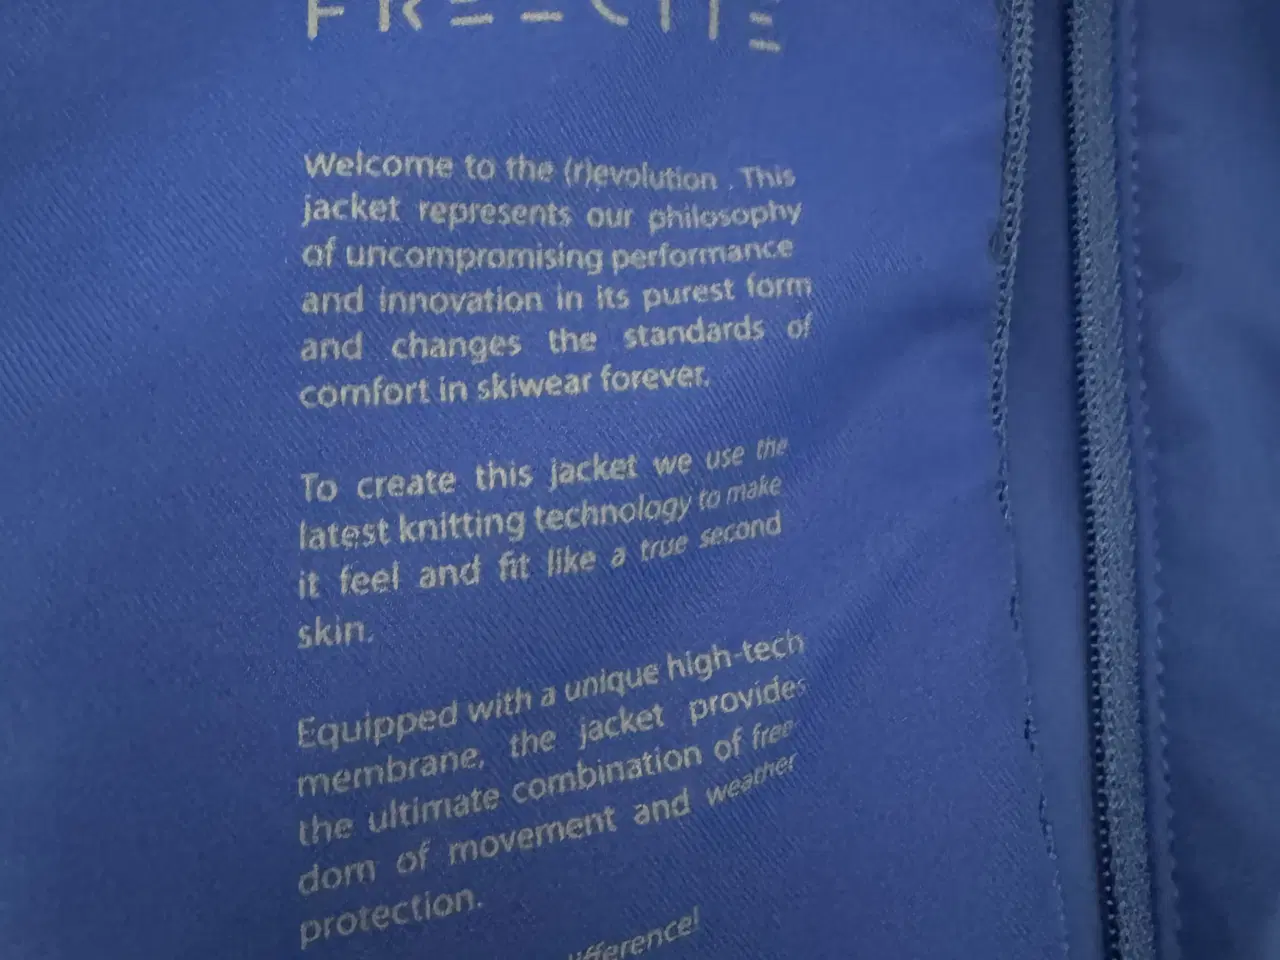 Welcome to the (r)evolution . This
jacket represents our philosophy
of uncompromising performance
and innovation in its purest form
and changes the standards of
comfort in skiwear forever.
To create this jacket we use the
latest knitting technology to make
it feel and fit like a true second
skin.
Equipped with a unique high-tech
membrane, the jacket provides
the ultimate combination of free-
dom of movement and weather
protection.